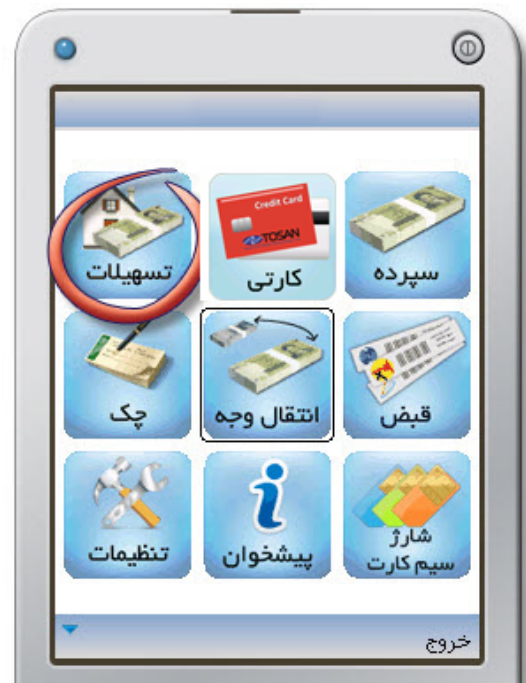 سپرده
Credit Card
TOSAN
کارتی
تسهیلات
قبض
انتقال وجه
چک
شارژ
سیم کارت
پیشخوان
تنظیمات
خروج